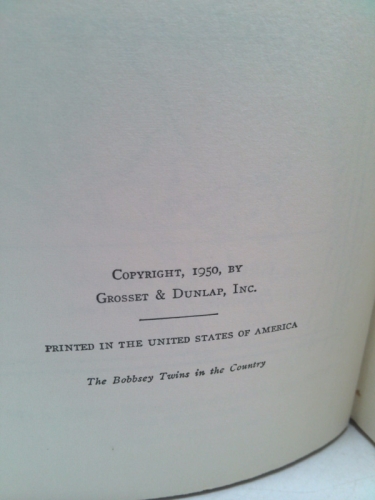 Copyright, 1950, by
Grosset & Dunlap, Inc.
PRINTED IN THE UNITED STATES OF AMERICA
The Bobbsey Twins in the Country